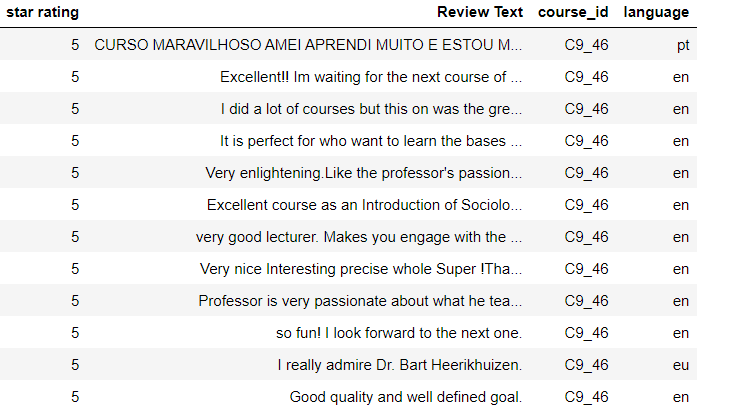 star rating Review Text course_id language
5 CURSO MARAVILHOSO AMEI APRENDI MUITO E ESTOU M... C9_46 pt
5 Excellent!! Im waiting for the next course of ... C9_46 en
5 I did a lot of courses but this on was the gre... C9_46 en
5 It is perfect for who want to learn the bases ... C9_46 en
5 Very enlightening.Like the professor's passion... C9_46 en
5 Excellent course as an Introduction of Sociolo... C9_46 en
5 very good lecturer. Makes you engage with the ... C9_46 en
5 Very nice Interesting precise whole Super !Tha... C9_46 en
5 Professor is very passionate about what he tea... C9_46 en
5 so fun! I look forward to the next one. C9_46 en
5 I really admire Dr. Bart Heerikhuizen. C9_46 eu
5 Good quality and well defined goal. C9_46 en